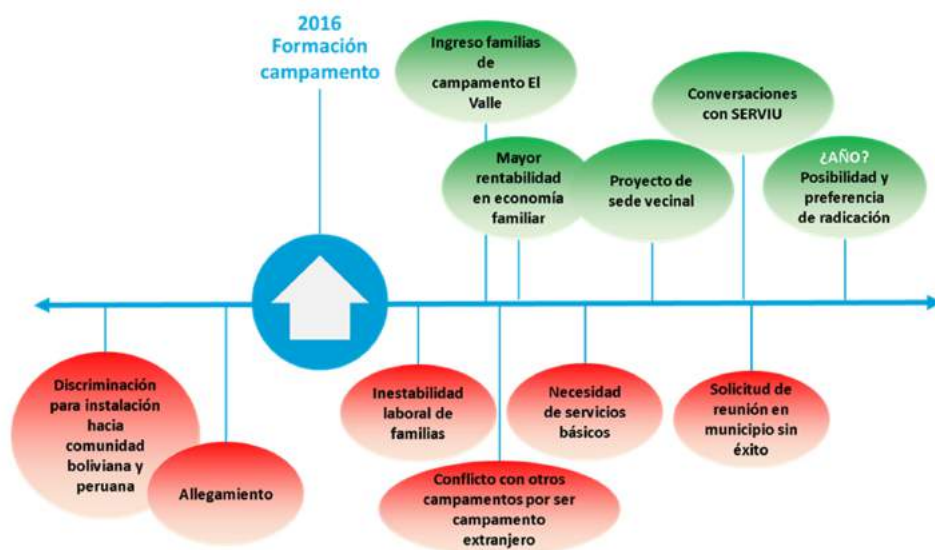 2016
Formación
campamento
Ingreso familias
de
campamento El
Valle
Mayor
rentabilidad
en economía
familiar
Proyecto de
sede vecinal
Conversaciones
con SERVIU
¿AÑO?
Posibilidad y
preferencia
de radicación
Discriminación
para instalación
hacia
comunidad
boliviana y
peruana
Allegamiento
Inestabilidad
laboral de
familias
Conflicto con otros
campamentos por ser
campamento
extranjero
Necesidad
de servicios
básicos
Solicitud de
reunión en
municipio sin
éxito